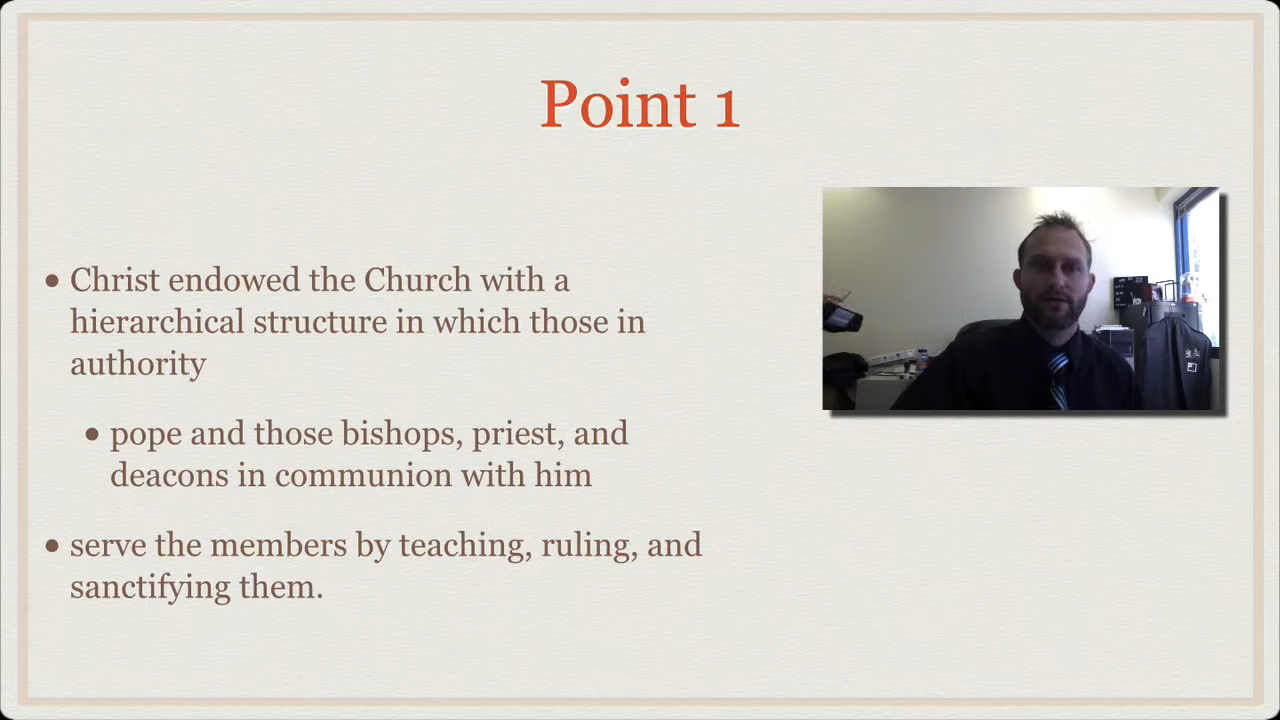 Point 1
• Christ endowed the Church with a
hierarchical structure in which those in
authority
• pope and those bishops, priest, and
deacons in communion with him
• serve the members by teaching, ruling, and
sanctifying them.